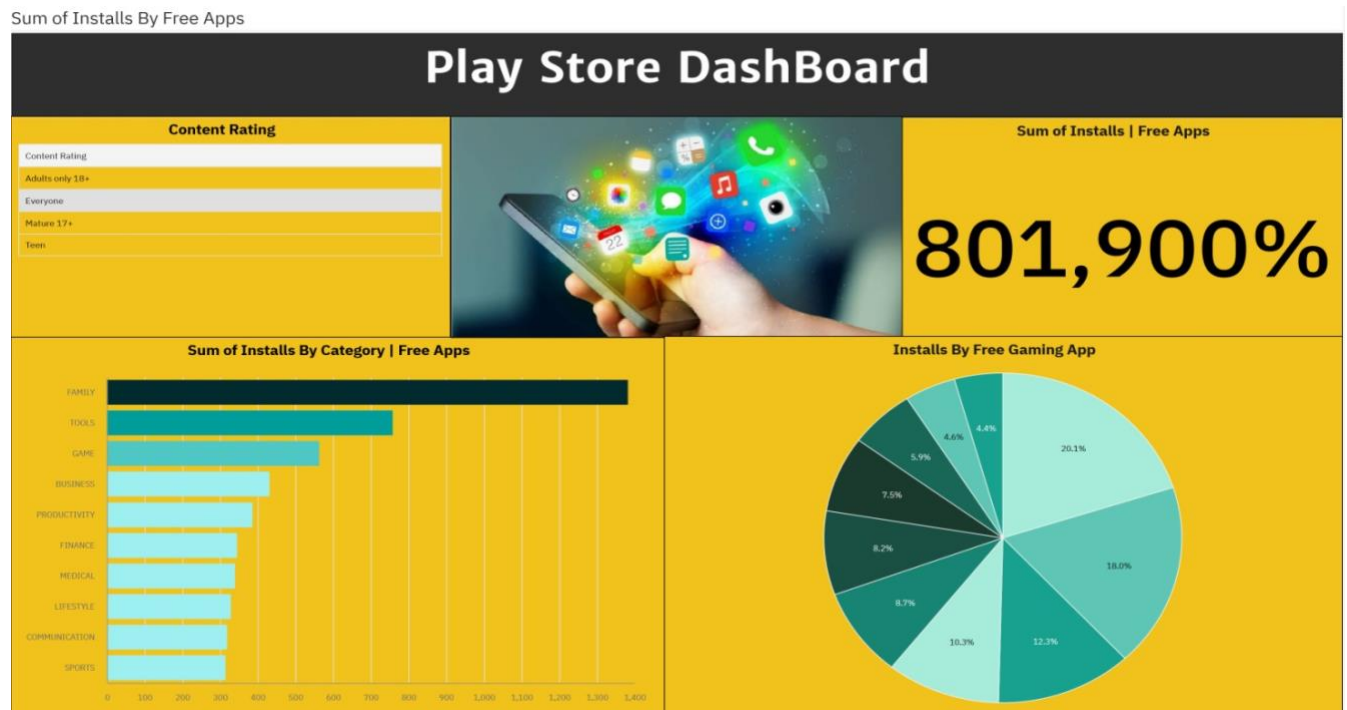 Sum of Installs By Free Apps
Play Store DashBoard
Content Rating
Content Rating
Adults only 18+
Everyone
Mature 17+
Teen
22
Sum of Installs | Free Apps
801,900%
Sum of Installs By Category | Free Apps
FAMILY
TOOLS
GAME
BUSINESS
PRODUCTIVITY
FINANCE
MEDICAL
LIFESTYLE
COMMUNICATION
SPORTS
0 100 200 300 400 500 600 700 800 900 1,000 1,100 1,200 1,300 1,400
Installs By Free Gaming App
20.1%
18.0%
12.3%
10.3%
8.7%
8.2%
7.5%
5.9%
4.6%
4.4%